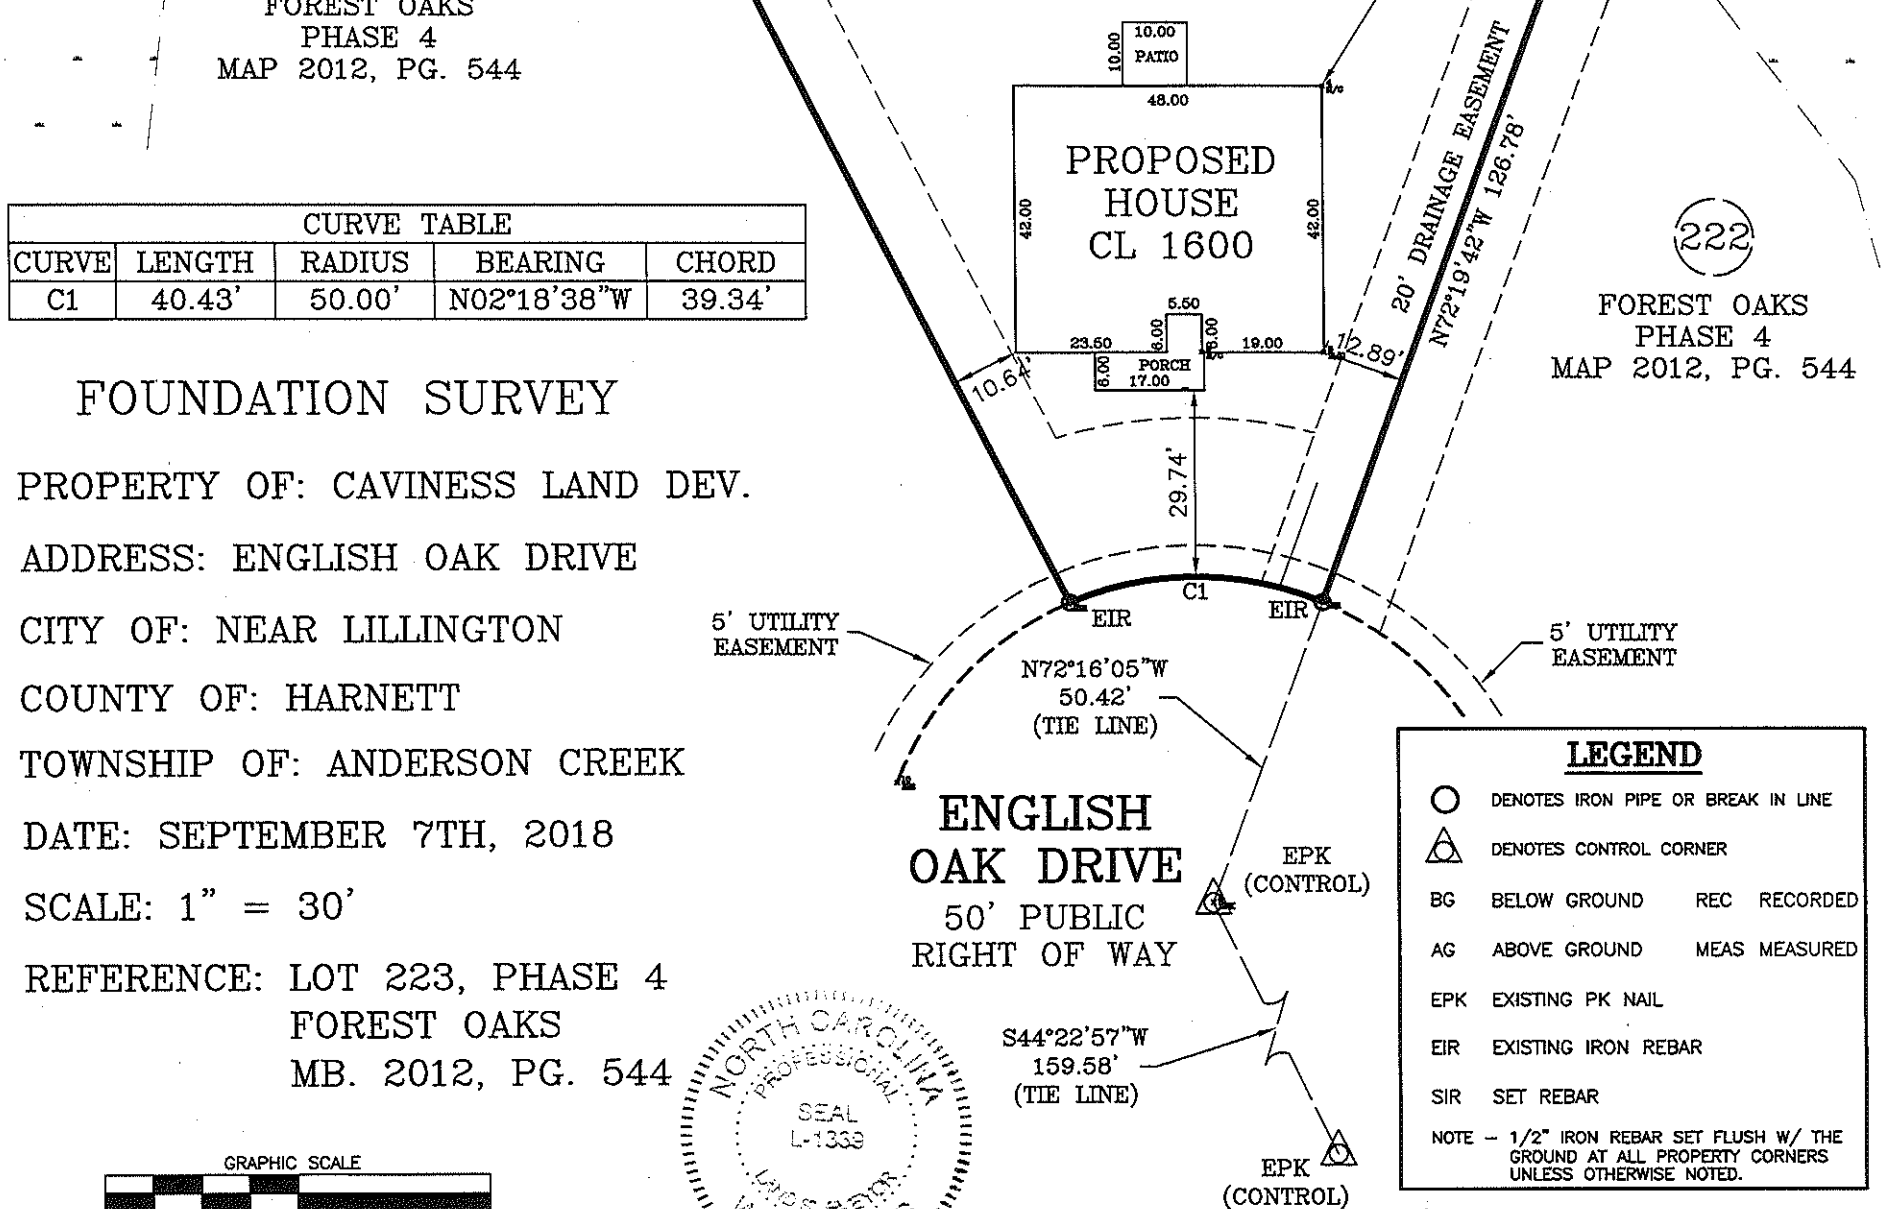 FOREST OAKS
PHASE 4
MAP 2012, PG. 544
CURVE TABLE
CURVE LENGTH RADIUS BEARING CHORD
C1 40.43' 50.00' N02°18'38"W 39.34'
FOUNDATION SURVEY
PROPERTY OF: CAVINESS LAND DEV.
ADDRESS: ENGLISH OAK DRIVE
CITY OF: NEAR LILLINGTON
COUNTY OF: HARNETT
TOWNSHIP OF: ANDERSON CREEK
DATE: SEPTEMBER 7TH, 2018
SCALE: 1" = 30'
REFERENCE: LOT 223, PHASE 4
FOREST OAKS
MB. 2012, PG. 544
GRAPHIC SCALE
10.00
10.00
PATIO
48.00
PROPOSED
HOUSE
CL 1600
42.00
42.00
5.50
23.50
6.00
6.00
19.00
PORCH
6.00
17.00
10.64'
12.89'
29.74'
20' DRAINAGE EASEMENT
N72°19'42"W 126.78'
222
FOREST OAKS
PHASE 4
MAP 2012, PG. 544
C1
EIR
EIR
5' UTILITY
EASEMENT
5' UTILITY
EASEMENT
N72°16'05"W
50.42'
(TIE LINE)
ENGLISH
OAK DRIVE
50' PUBLIC
RIGHT OF WAY
EPK
(CONTROL)
S44°22'57"W
159.58'
(TIE LINE)
EPK
(CONTROL)
NORTH CAROLINA
PROFESSIONAL
SEAL
L-1339
LAND SURVEYOR
LEGEND
DENOTES IRON PIPE OR BREAK IN LINE
DENOTES CONTROL CORNER
BG BELOW GROUND REC RECORDED
AG ABOVE GROUND MEAS MEASURED
EPK EXISTING PK NAIL
EIR EXISTING IRON REBAR
SIR SET REBAR
NOTE – 1/2" IRON REBAR SET FLUSH W/ THE
GROUND AT ALL PROPERTY CORNERS
UNLESS OTHERWISE NOTED.